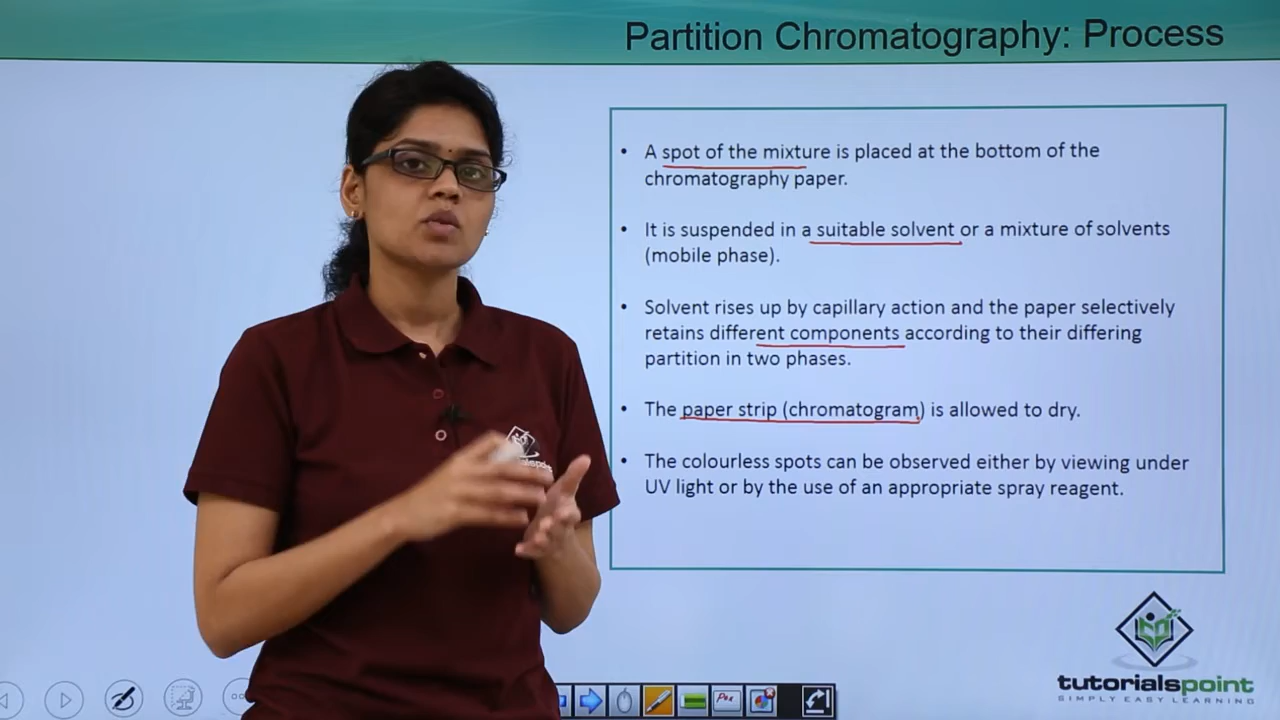 Partition Chromatography: Process
• A spot of the mixture is placed at the bottom of the
chromatography paper.
• It is suspended in a suitable solvent or a mixture of solvents
(mobile phase).
• Solvent rises up by capillary action and the paper selectively
retains different components according to their differing
partition in two phases.
• The paper strip (chromatogram) is allowed to dry.
• The colourless spots can be observed either by viewing under
UV light or by the use of an appropriate spray reagent.
tutorialspoint
SIMPLY EASY LEARNING